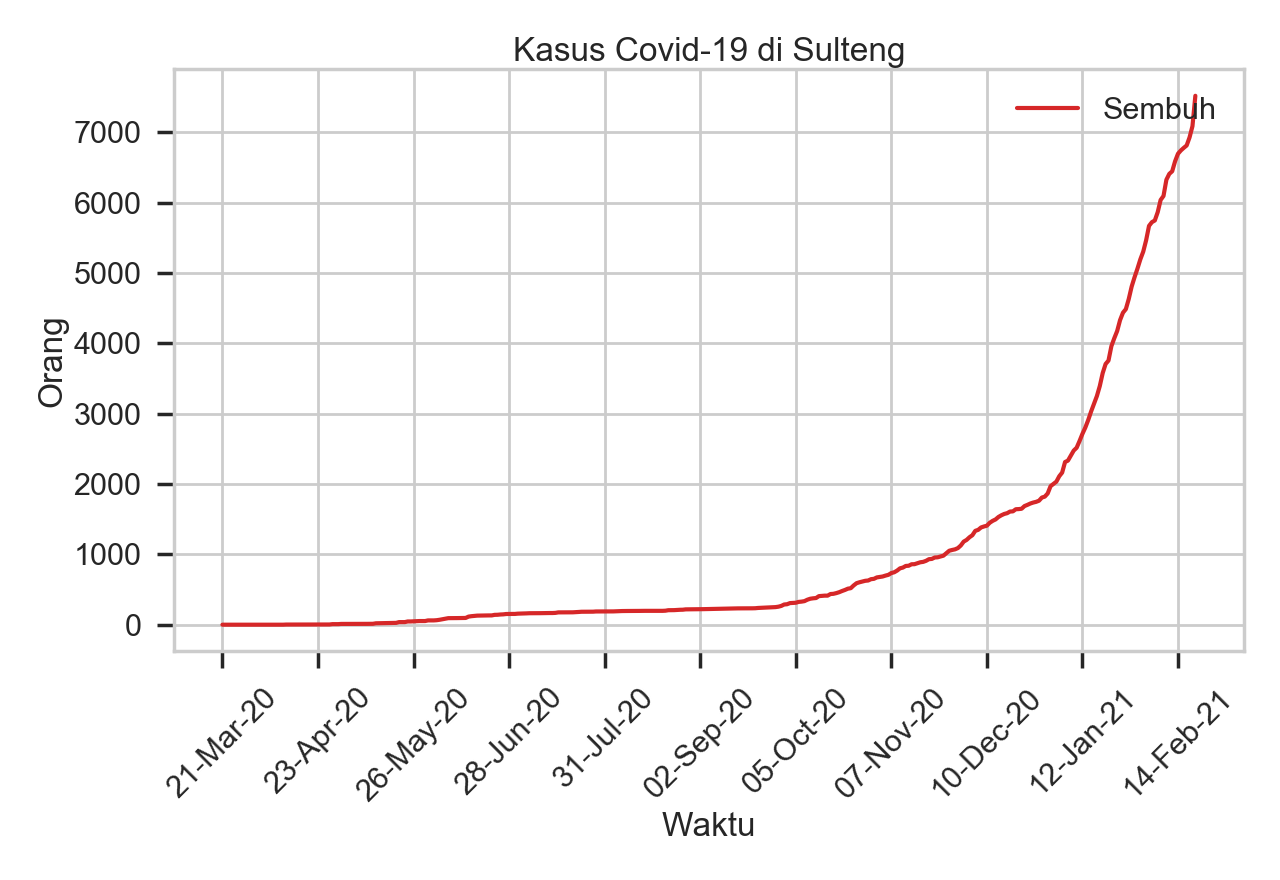 Kasus Covid-19 di Sulteng
Sembuh
7000
6000
5000
4000
3000
2000
1000
0
Orang
21-Mar-20
23-Apr-20
26-May-20
28-Jun-20
31-Jul-20
02-Sep-20
05-Oct-20
07-Nov-20
10-Dec-20
12-Jan-21
14-Feb-21
Waktu